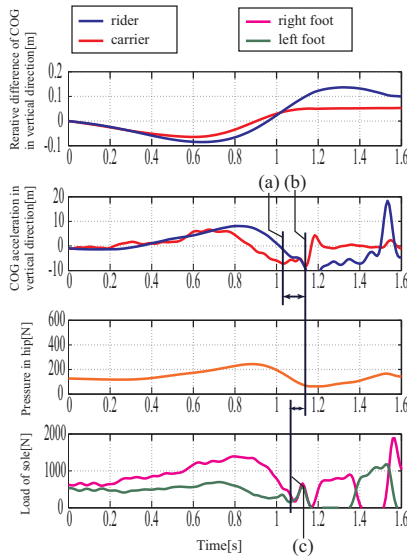 rider
carrier
right foot
left foot
Rerative difference of COG
in vertical direction[m]
0.2
0.1
0
-0.1
0 0.2 0.4 0.6 0.8 1.0 1.2 1.4 1.6
(a) (b)
COG acceleration in
vertical direction[m]
20
10
0
-10
0 0.2 0.4 0.6 0.8 1.0 1.2 1.4 1.6
Pressure in hip[N]
400
200
0
0 0.2 0.4 0.6 0.8 1.0 1.2 1.4 1.6
Load of sole[N]
2000
1000
0
0 0.2 0.4 0.6 0.8 1.0 1.2 1.4 1.6
Time[s]
(c)